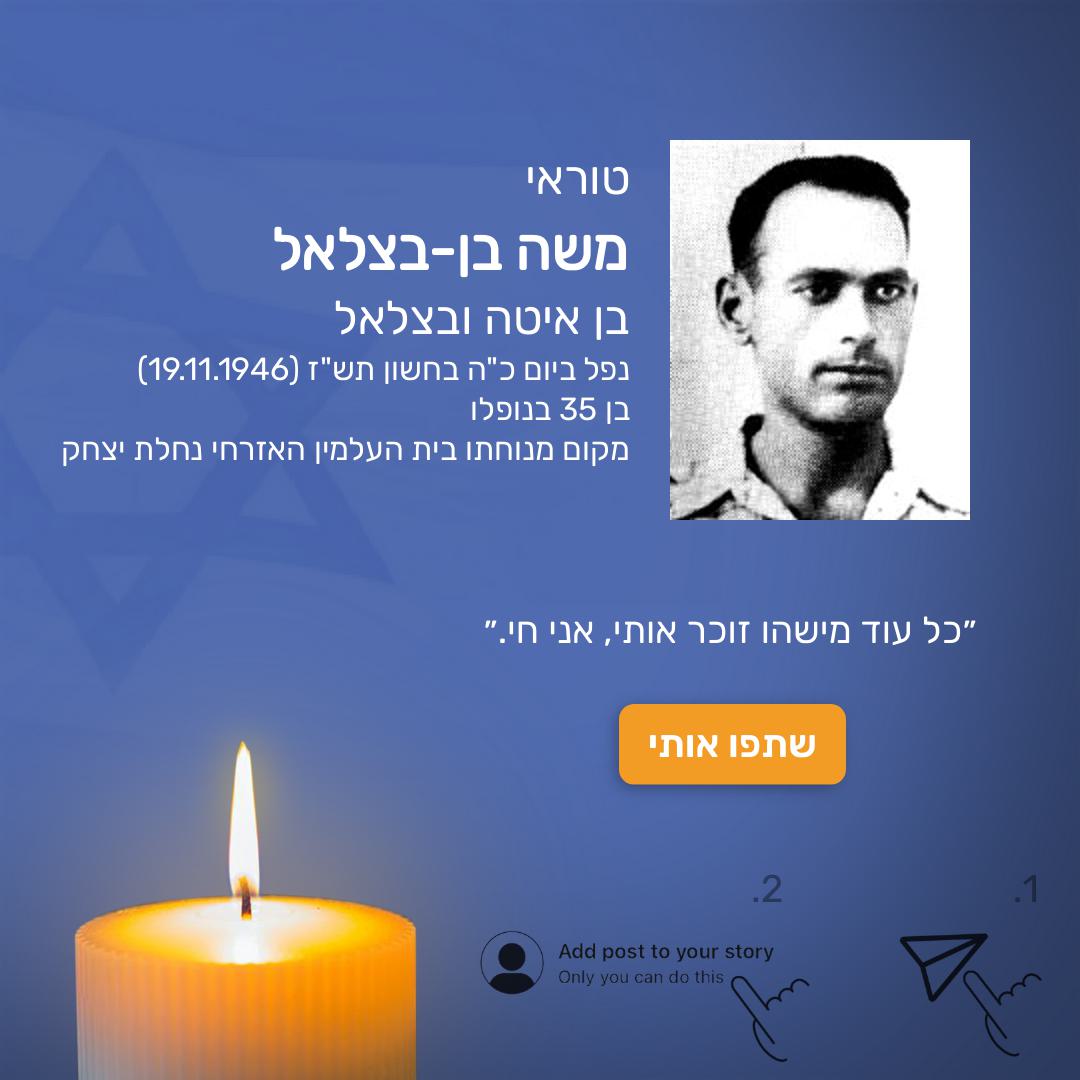 טוראי
משה בן-בצלאל
בן איטה ובצלאל
נפל ביום כ"ה בחשון תש"ז (19.11.1946)
בן 35 בנופלו
מקום מנוחתו בית העלמין האזרחי נחלת יצחק
״כל עוד מישהו זוכר אותי, אני חי.״
שתפו אותי
1.
2.
Add post to your story
Only you can do this